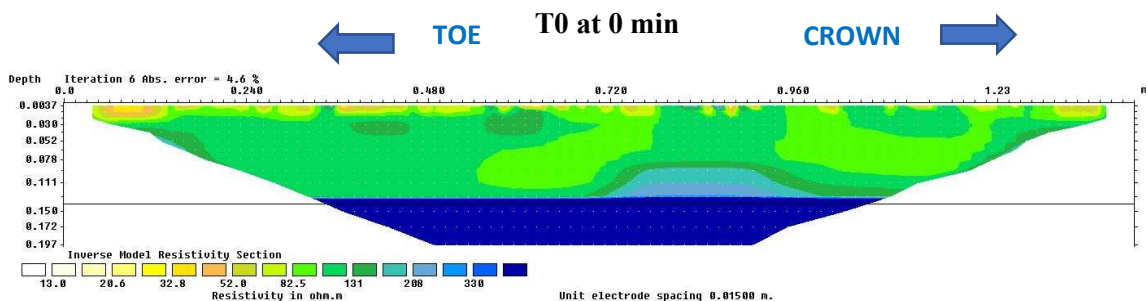 T0 at 0 min
TOE
CROWN
Depth Iteration 6 Abs. error = 4.6 %
0.0 0.240 0.480 0.720 0.960 1.23 m.
0.0037
0.030
0.052
0.078
0.111
0.150
0.172
0.197
Inverse Model Resistivity Section
13.0 20.6 32.8 52.0 82.5 131 208 330
Resistivity in ohm.m Unit electrode spacing 0.01500 m.